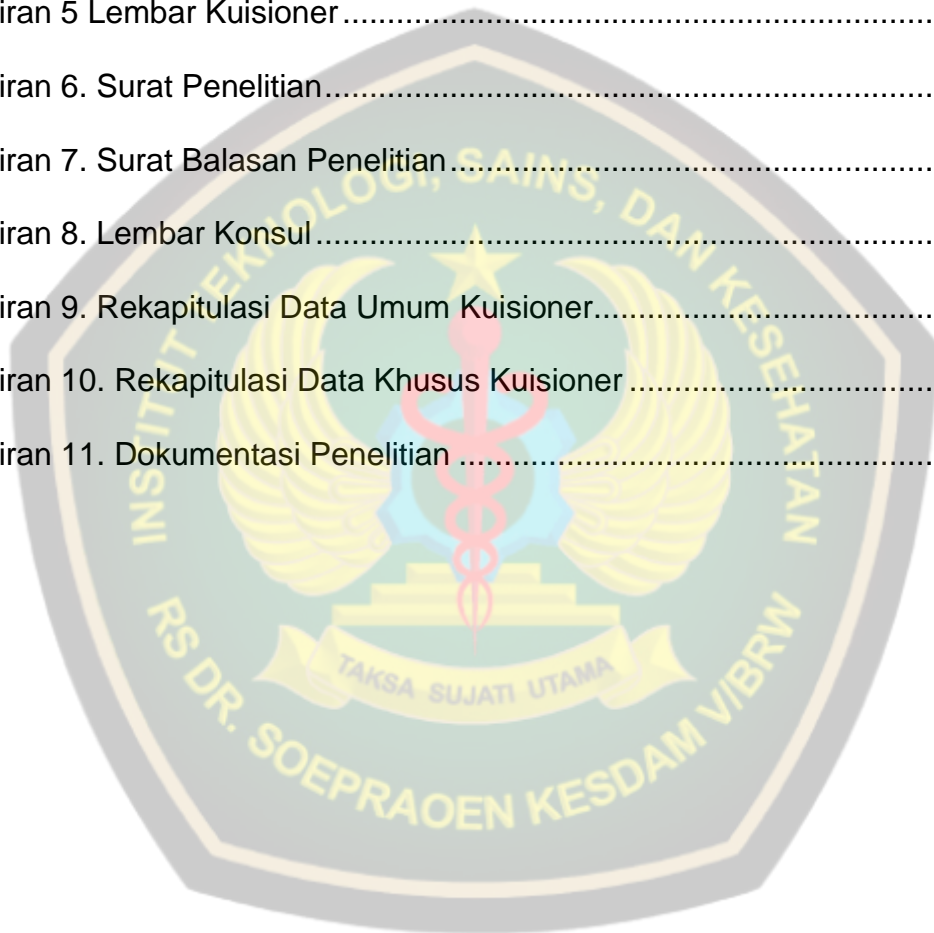 iran 5 Lembar Kuisioner........................................................................
iran 6. Surat Penelitian..........................................................................
iran 7. Surat Balasan Penelitian...........................................................
iran 8. Lembar Konsul...........................................................................
iran 9. Rekapitulasi Data Umum Kuisioner.........................................
iran 10. Rekapitulasi Data Khusus Kuisioner.....................................
iran 11. Dokumentasi Penelitian .........................................................
INSTITUT TEKNOLOGI, SAINS, DAN KESEHATAN
TAKSA SUJATI UTAMA
RS DR. SOEPRAOEN KESDAM V/BRW